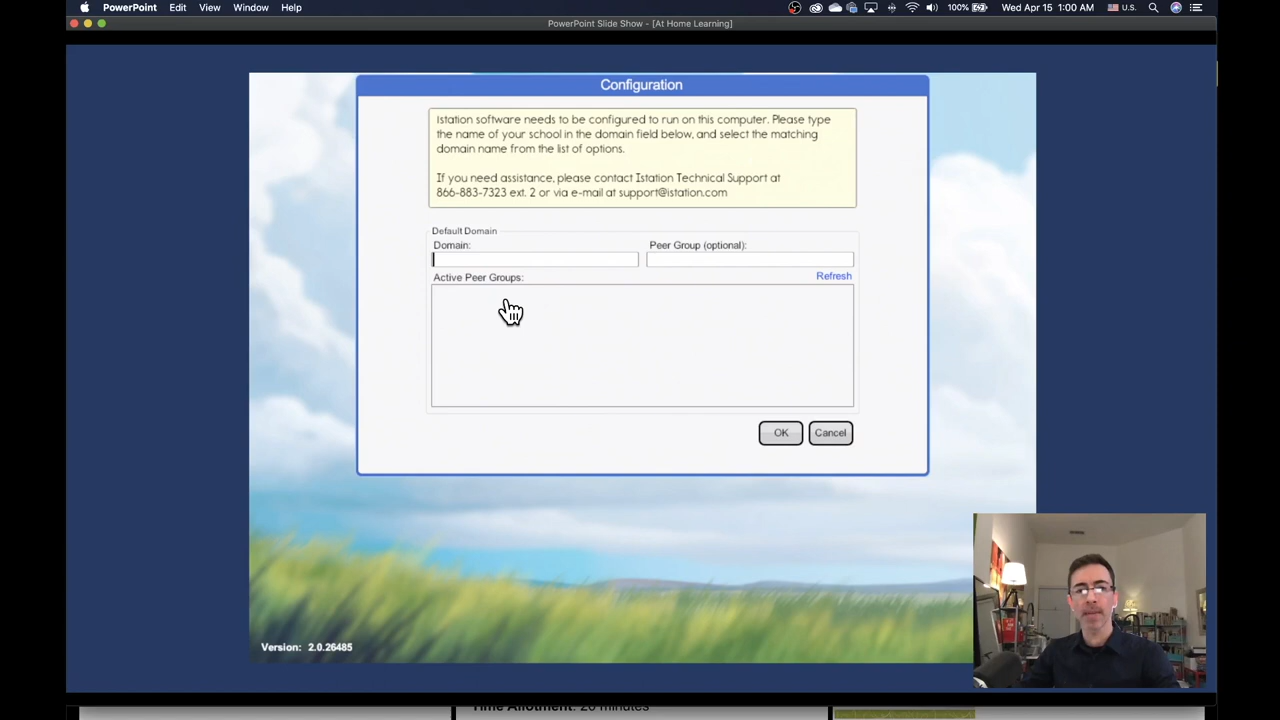 PowerPoint Edit View Window Help 100% Wed Apr 15 1:00 AM U.S.
PowerPoint Slide Show - [At Home Learning]
Configuration
Istation software needs to be configured to run on this computer. Please type
the name of your school in the domain field below, and select the matching
domain name from the list of options.
If you need assistance, please contact Istation Technical Support at
866-883-7323 ext. 2 or via e-mail at support@istation.com
Default Domain
Domain: Peer Group (optional):
Active Peer Groups: Refresh
OK Cancel
Version: 2.0.26485
Time Allotment: 20 minutes